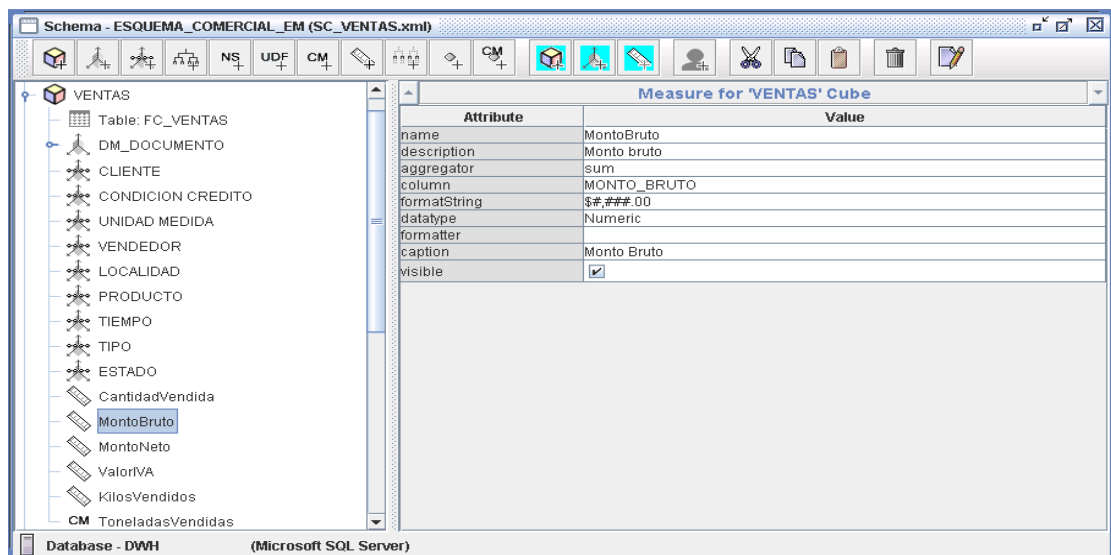 Schema - ESQUEMA_COMERCIAL_EM (SC_VENTAS.xml)
NS UDF CM CM
VENTAS
Table: FC_VENTAS
DM_DOCUMENTO
CLIENTE
CONDICION CREDITO
UNIDAD MEDIDA
VENDEDOR
LOCALIDAD
PRODUCTO
TIEMPO
TIPO
ESTADO
CantidadVendida
MontoBruto
MontoNeto
ValorIVA
KilosVendidos
CM ToneladasVendidas
Measure for 'VENTAS' Cube
Attribute Value
name MontoBruto
description Monto bruto
aggregator sum
column MONTO_BRUTO
formatString $#,###.00
datatype Numeric
formatter
caption Monto Bruto
visible
Database - DWH (Microsoft SQL Server)